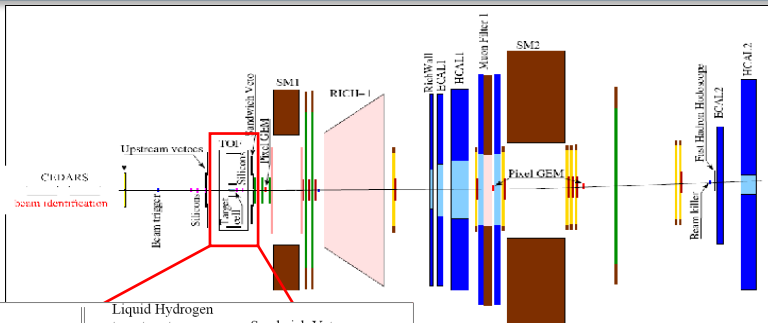 SM1
SM2
Muon Filter 1
HCAL1
ECAL1
RichWall
HCAL2
ECAL2
Fast Hadron Hodoscope
RICH-1
Sandwich Veto
Pixel GEM
Upstream vetoes
TOF
Silicons
CEDARS
beam identification
Beam trigger
Silicons
Target
cell
Pixel GEM
Beam killer
Liquid Hydrogen